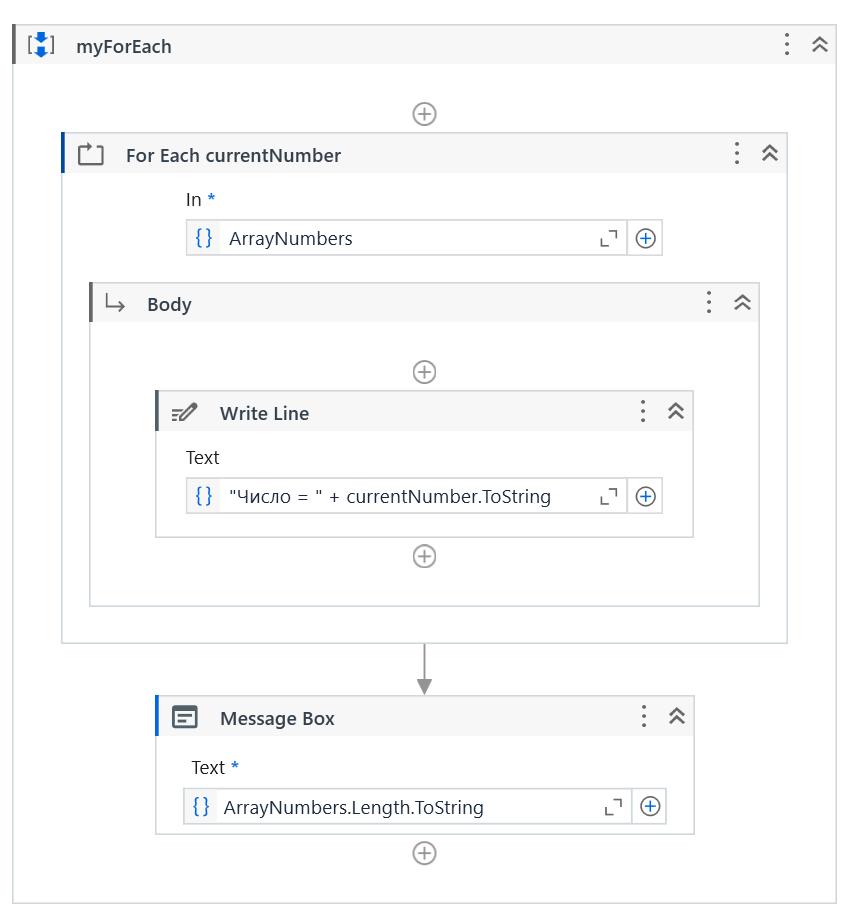 myForEach
For Each currentNumber
In *
{} ArrayNumbers
Body
Write Line
Text
{} "Число = " + currentNumber.ToString
Message Box
Text *
{} ArrayNumbers.Length.ToString